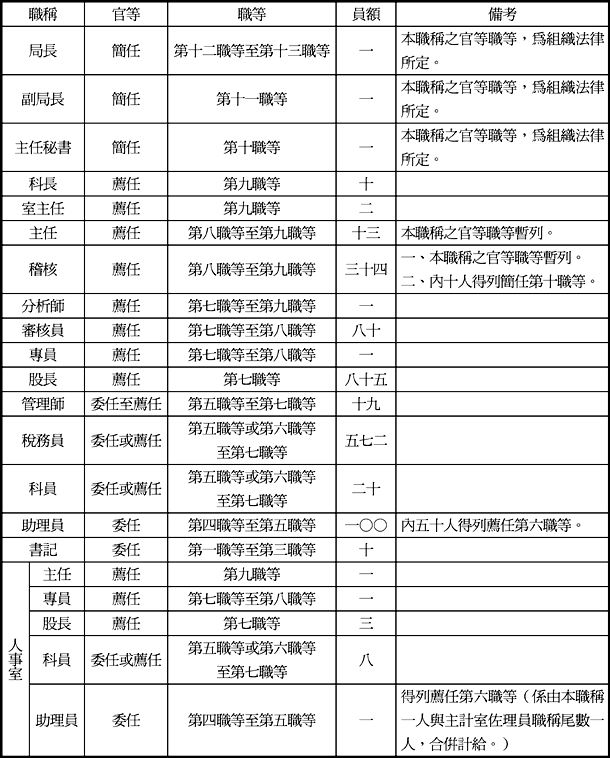 職稱 官等 職等 員額 備考
局長 簡任 第十二職等至第十三職等 一 本職稱之官等職等，爲組織法律
所定。
副局長 簡任 第十一職等 一 本職稱之官等職等，爲組織法律
所定。
主任秘書 簡任 第十職等 一 本職稱之官等職等，爲組織法律
所定。
科長 薦任 第九職等 十
室主任 薦任 第九職等 二
主任 薦任 第八職等至第九職等 十三 本職稱之官等職等暫列。
稽核 薦任 第八職等至第九職等 三十四 一、本職稱之官等職等暫列。
二、內十人得列簡任第十職等。
分析師 薦任 第七職等至第九職等 一
審核員 薦任 第七職等至第八職等 八十
專員 薦任 第七職等至第八職等 一
股長 薦任 第七職等 八十五
管理師 委任至薦任 第五職等至第七職等 十九
稅務員 委任或薦任 第五職等或第六職等
至第七職等 五七二
科員 委任或薦任 第五職等或第六職等
至第七職等 二十
助理員 委任 第四職等至第五職等 一〇〇 內五十人得列薦任第六職等。
書記 委任 第一職等至第三職等 十
人事室
主任 薦任 第九職等 一
專員 薦任 第七職等至第八職等 一
股長 薦任 第七職等 三
科員 委任或薦任 第五職等或第六職等
至第七職等 八
助理員 委任 第四職等至第五職等 一 得列薦任第六職等（係由本職稱
一人與主計室佐理員職稱尾數一
人，合併計給。）